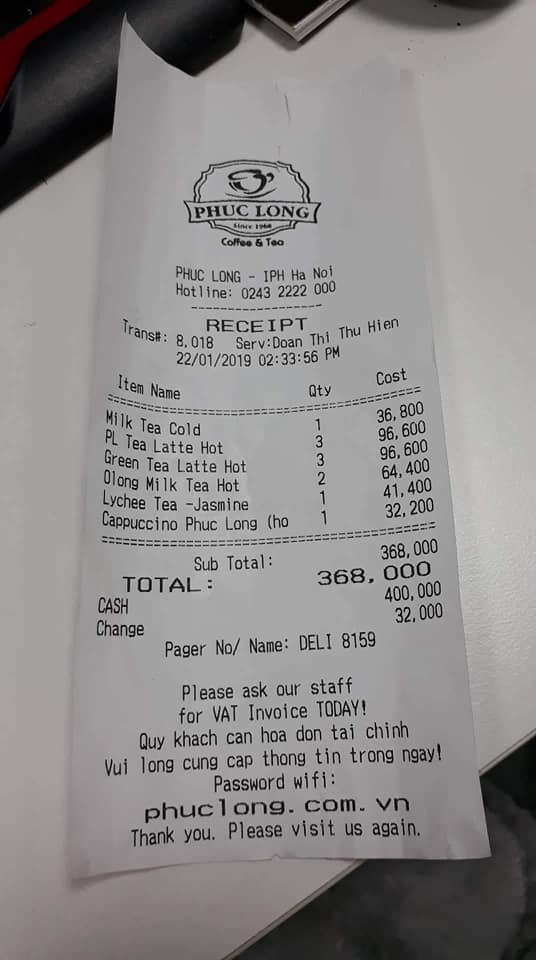 PHUC LONG
Since 1968
Coffee & Tea
PHUC LONG - IPH Ha Noi
Hotline: 0243 2222 000
RECEIPT
Trans#: 8,018 Serv:Doan Thi Thu Hien
22/01/2019 02:33:56 PM
Item Name Qty Cost
Milk Tea Cold 1 36,800
PL Tea Latte Hot 3 96,600
Green Tea Latte Hot 3 96,600
Olong Milk Tea Hot 2 64,400
Lychee Tea -Jasmine 1 41,400
Cappuccino Phuc Long (ho 1 32,200
Sub Total: 368,000
TOTAL: 368,000
CASH 400,000
Change 32,000
Pager No/ Name: DELI 8159
Please ask our staff
for VAT Invoice TODAY!
Quy khach can hoa don tai chinh
Vui long cung cap thong tin trong ngay!
Password wifi:
phuclong.com.vn
Thank you. Please visit us again.